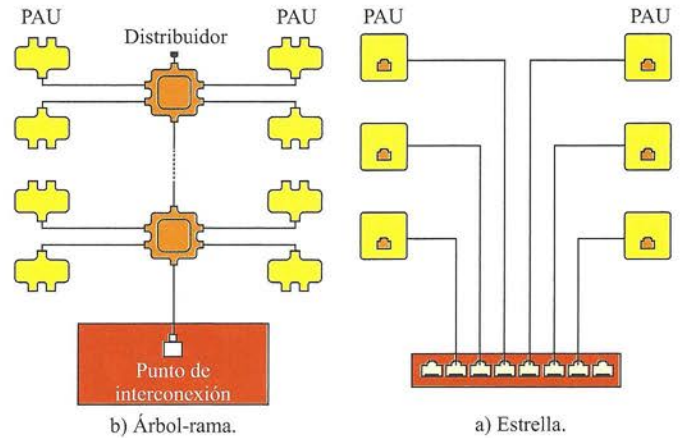 PAU
Distribuidor
PAU
PAU
PAU
Punto de
interconexión
b) Árbol-rama.
a) Estrella.